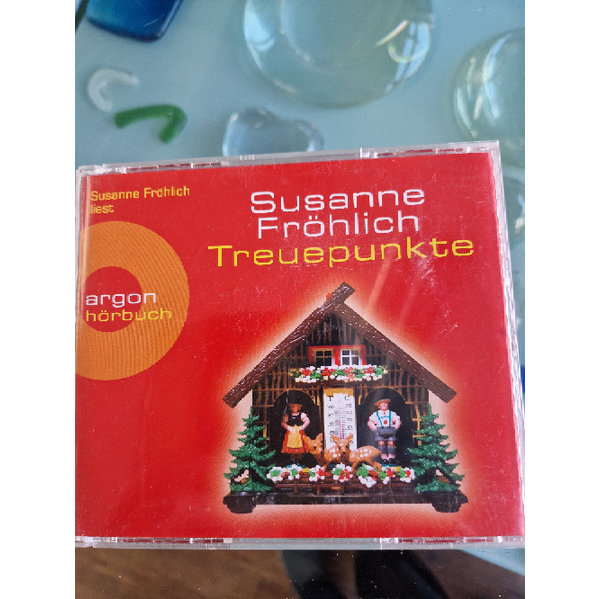 Susanne Fröhlich
liest
Susanne
Fröhlich
Treuepunkte
argon
hörbuch